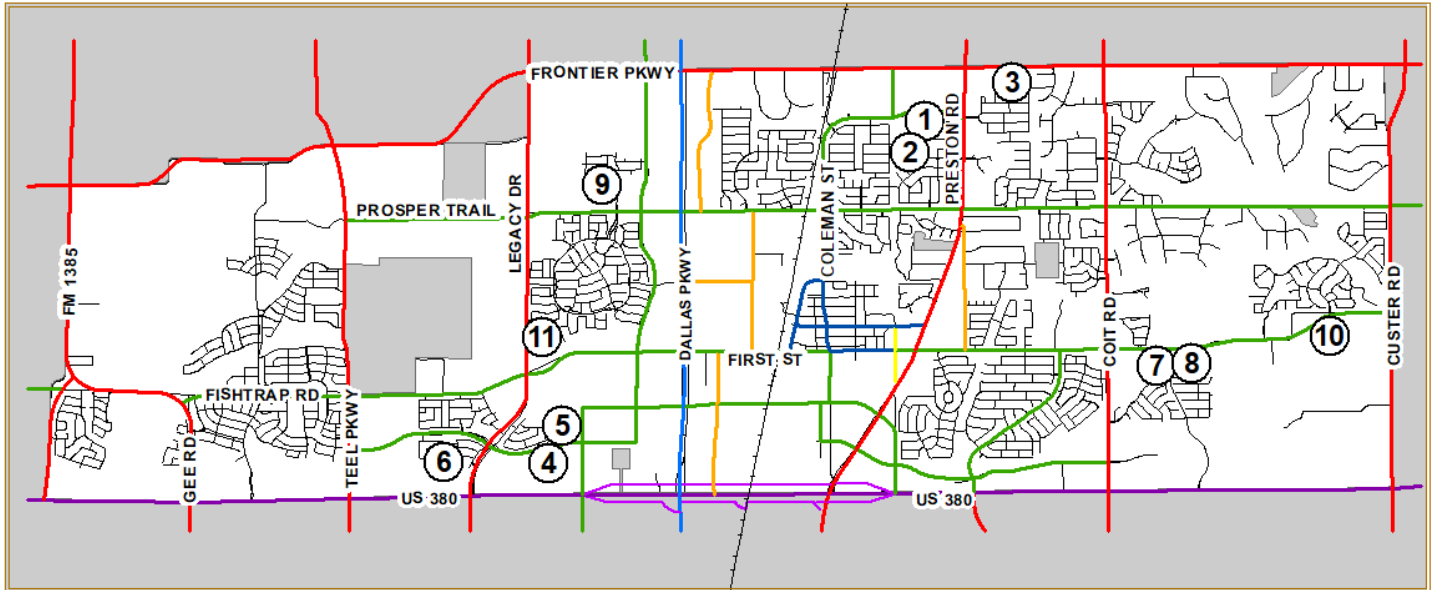 FRONTIER PKWY
3
1
PRESTON RD
2
9
COLEMAN ST
PROSPER TRAIL
LEGACY DR
FM 1385
DALLAS PKWY
CUSTER RD
COIT RD
11
10
FIRST ST
7
8
FISHTRAP RD
5
TEEL PKWY
GEE RD
6
4
US 380
US 380